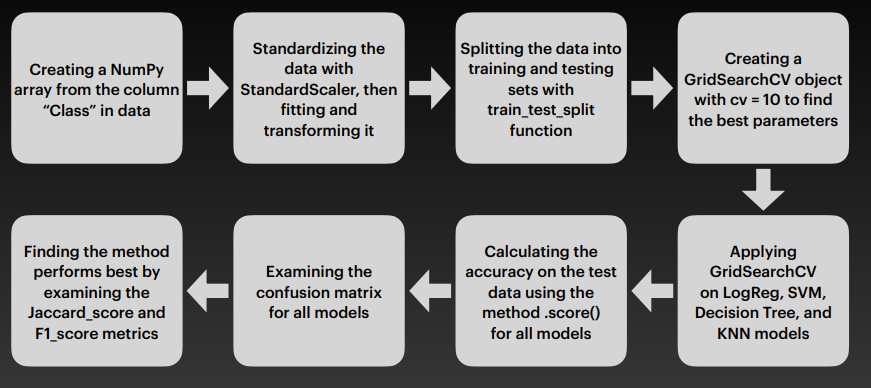 Creating a NumPy
array from the column
“Class” in data
Standardizing the
data with
StandardScaler, then
fitting and
transforming it
Splitting the data into
training and testing
sets with
train_test_split
function
Creating a
GridSearchCV object
with cv = 10 to find
the best parameters
Applying
GridSearchCV
on LogReg, SVM,
Decision Tree, and
KNN models
Calculating the
accuracy on the test
data using the
method .score()
for all models
Examining the
confusion matrix
for all models
Finding the method
performs best by
examining the
Jaccard_score and
F1_score metrics